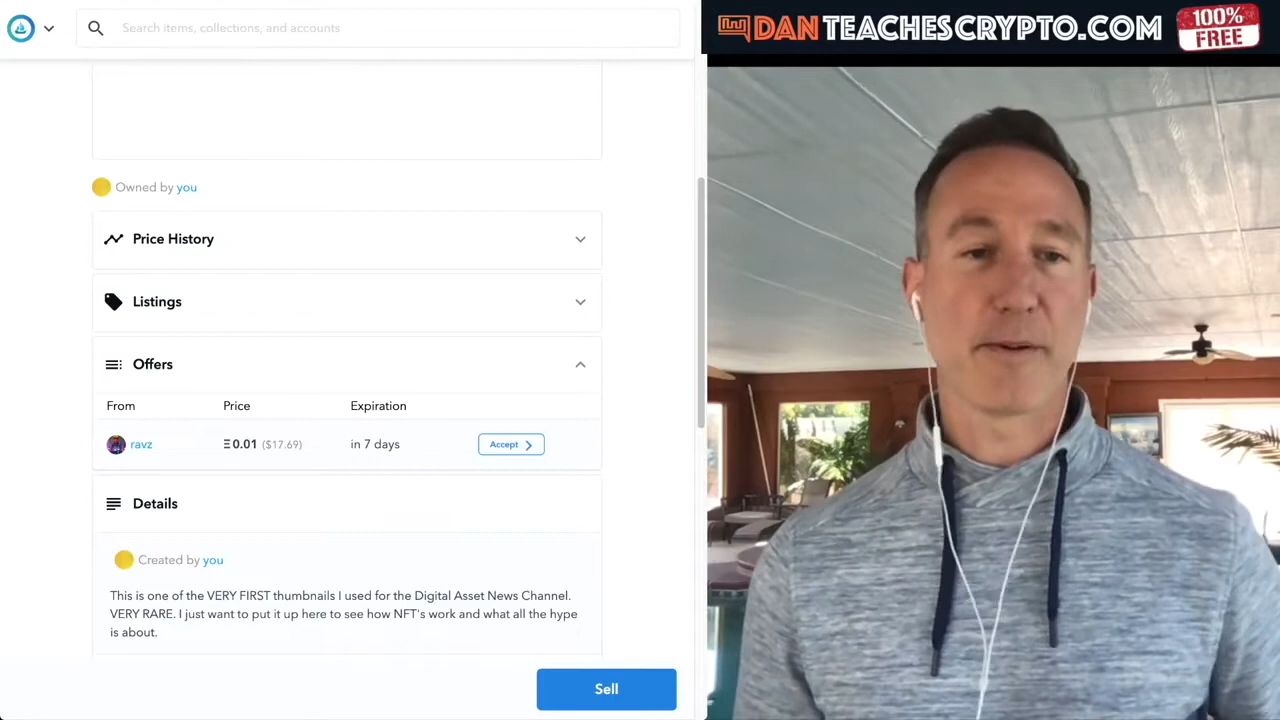 Search items, collections, and accounts
DANTEACHESCRYPTO.COM
100%
FREE
Owned by you
Price History
Listings
Offers
From Price Expiration
ravz Ξ 0.01 ($17.69) in 7 days Accept
Details
Created by you
This is one of the VERY FIRST thumbnails I used for the Digital Asset News Channel.
VERY RARE. I just want to put it up here to see how NFT's work and what all the hype
is about.
Sell